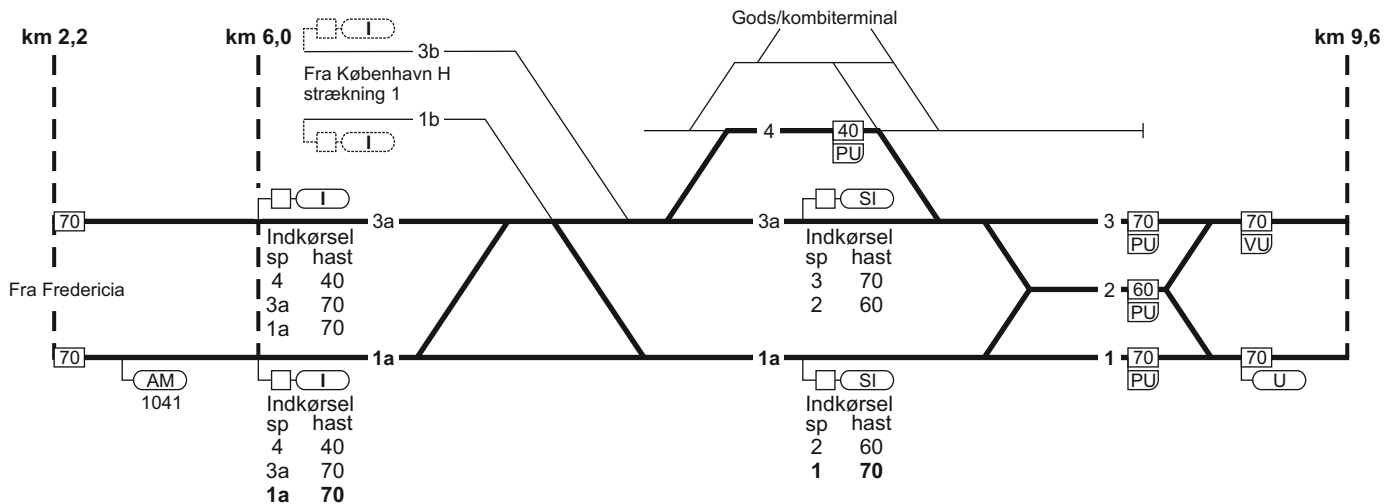 Gods/kombiterminal
km 2,2
km 6,0
km 9,6
I
3b
Fra København H
strækning 1
1b
I
4
40
PU
I
SI
70
3a
3a
3
70
PU
70
VU
Indkørsel
sp hast
4 40
3a 70
1a 70
Indkørsel
sp hast
3 70
2 60
Fra Fredericia
2
60
PU
70
1a
1a
1
70
PU
70
U
AM
1041
I
SI
Indkørsel
sp hast
4 40
3a 70
1a 70
Indkørsel
sp hast
2 60
1 70